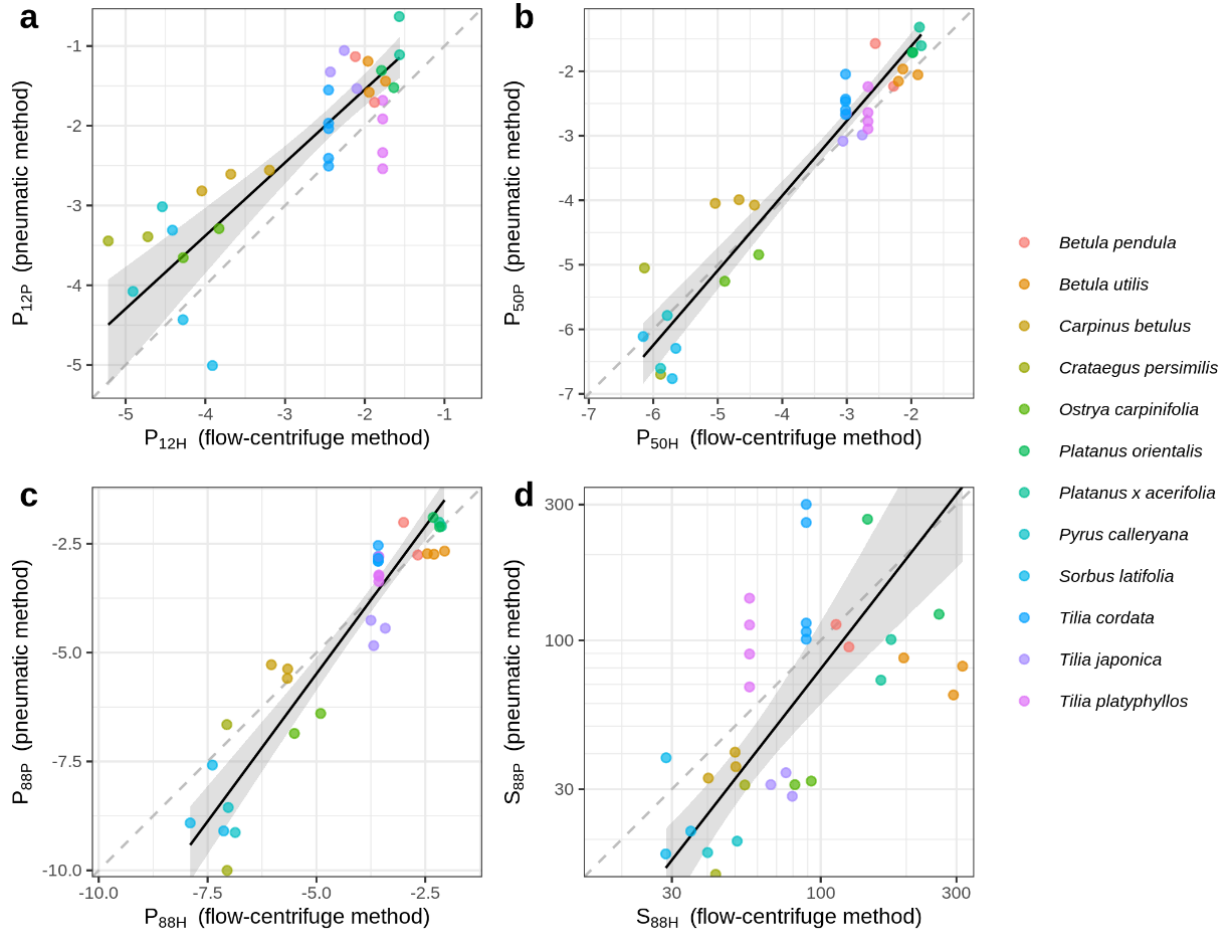 a
-1
-2
-3
-4
-5
-5
-4
-3
-2
-1
P12P (pneumatic method)
P12H (flow-centrifuge method)
b
-2
-3
-4
-5
-6
-7
-7
-6
-5
-4
-3
-2
P50P (pneumatic method)
P50H (flow-centrifuge method)
c
-2.5
-5.0
-7.5
-10.0
-10.0
-7.5
-5.0
-2.5
P88P (pneumatic method)
P88H (flow-centrifuge method)
d
300
100
30
30
100
300
S88P (pneumatic method)
S88H (flow-centrifuge method)
Betula pendula
Betula utilis
Carpinus betulus
Crataegus persimilis
Ostrya carpinifolia
Platanus orientalis
Platanus x acerifolia
Pyrus calleryana
Sorbus latifolia
Tilia cordata
Tilia japonica
Tilia platyphyllos